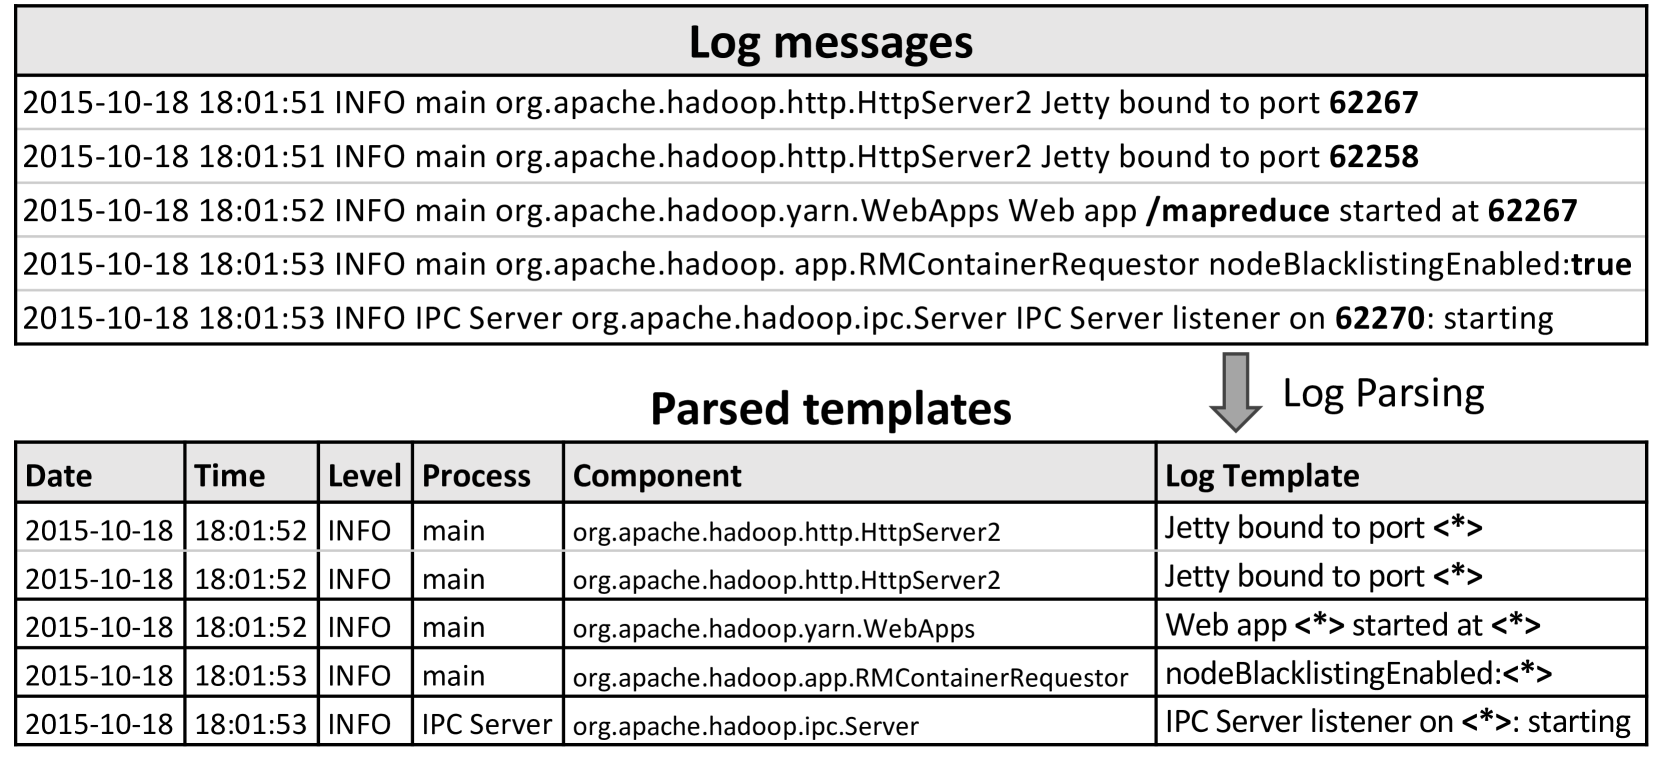 Log messages
2015-10-18 18:01:51 INFO main org.apache.hadoop.http.HttpServer2 Jetty bound to port 62267
2015-10-18 18:01:51 INFO main org.apache.hadoop.http.HttpServer2 Jetty bound to port 62258
2015-10-18 18:01:52 INFO main org.apache.hadoop.yarn.WebApps Web app /mapreduce started at 62267
2015-10-18 18:01:53 INFO main org.apache.hadoop. app.RMContainerRequestor nodeBlacklistingEnabled:true
2015-10-18 18:01:53 INFO IPC Server org.apache.hadoop.ipc.Server IPC Server listener on 62270: starting
Log Parsing
Parsed templates
Date Time Level Process Component Log Template
2015-10-18 18:01:52 INFO main org.apache.hadoop.http.HttpServer2 Jetty bound to port <*>
2015-10-18 18:01:52 INFO main org.apache.hadoop.http.HttpServer2 Jetty bound to port <*>
2015-10-18 18:01:52 INFO main org.apache.hadoop.yarn.WebApps Web app <*> started at <*>
2015-10-18 18:01:53 INFO main org.apache.hadoop.app.RMContainerRequestor nodeBlacklistingEnabled:<*>
2015-10-18 18:01:53 INFO IPC Server org.apache.hadoop.ipc.Server IPC Server listener on <*>: starting